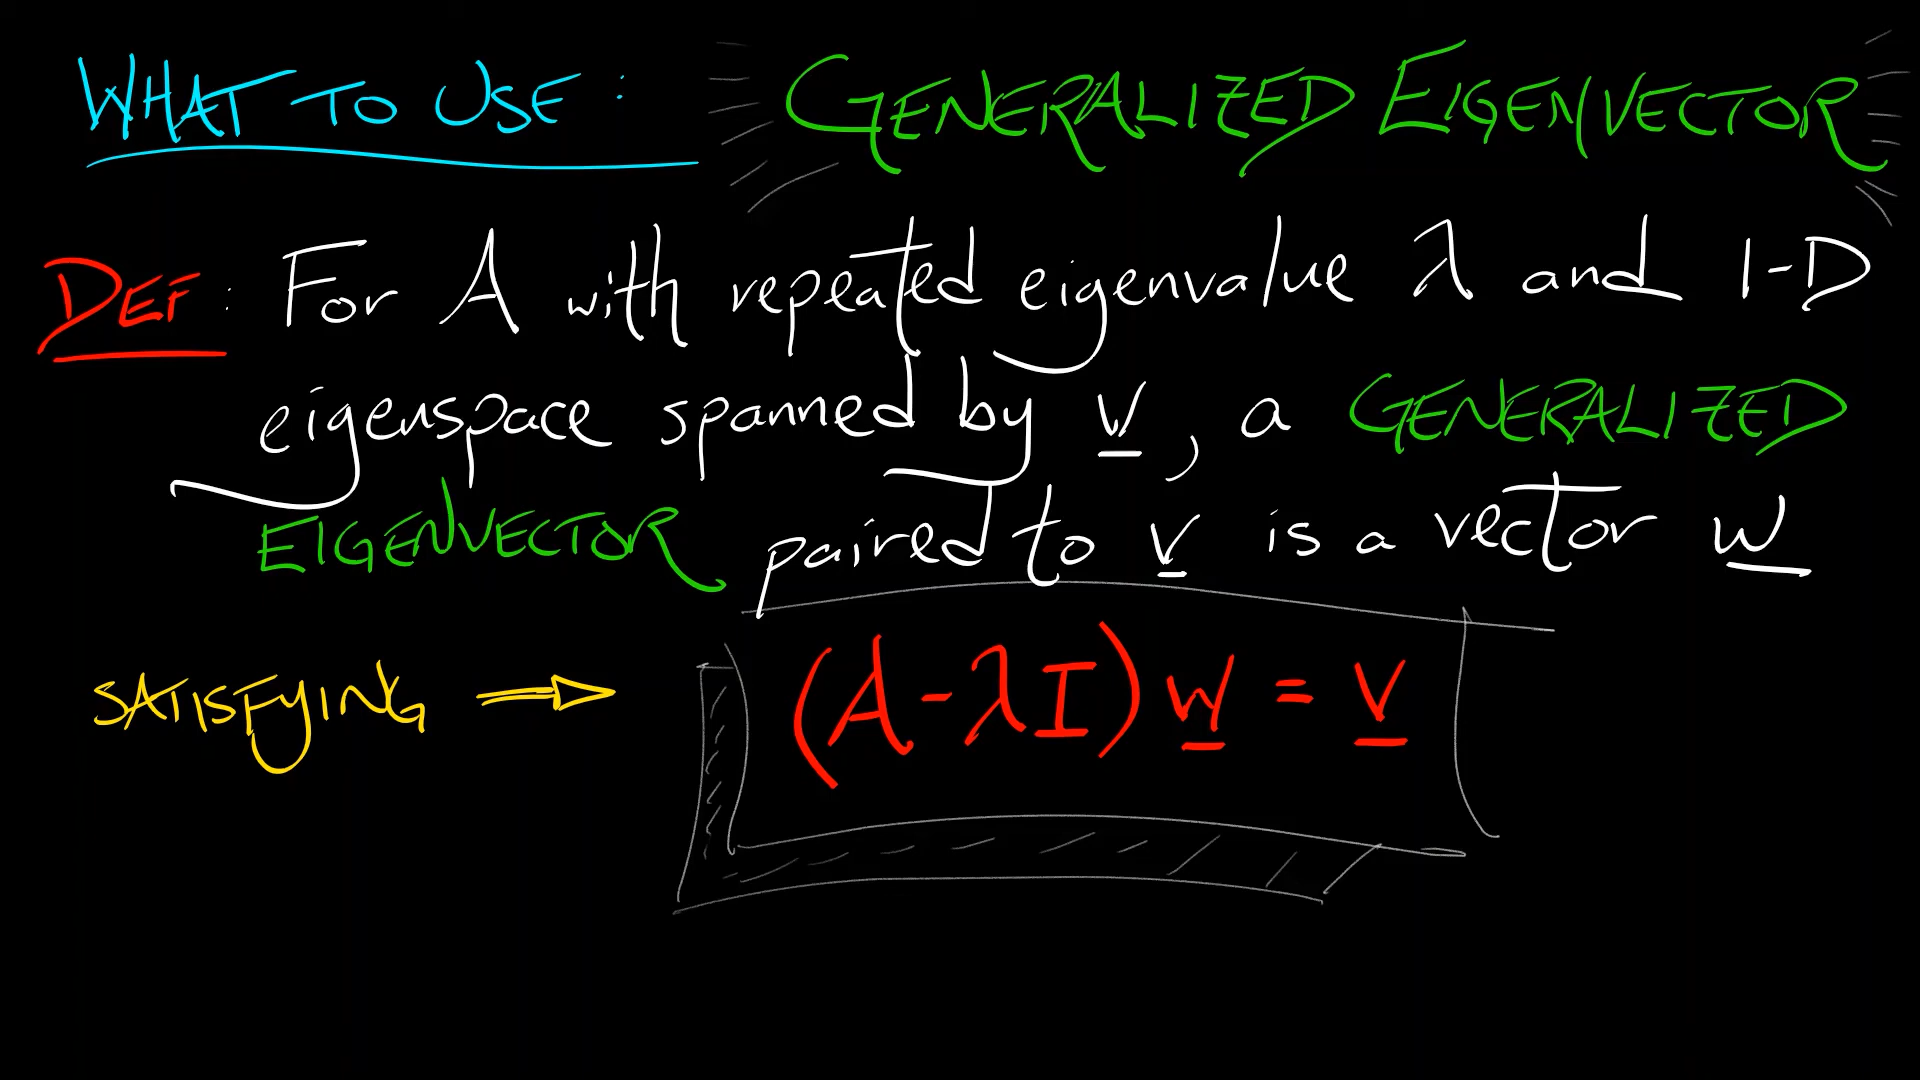 WHAT TO USE: GENERALIZED EIGENVECTOR
DEF: For A with repeated eigenvalue λ and 1-D
eigenspace spanned by v, a GENERALIZED
EIGENVECTOR paired to v is a vector w
SATISFYING ⇒ (A-λI)w = v